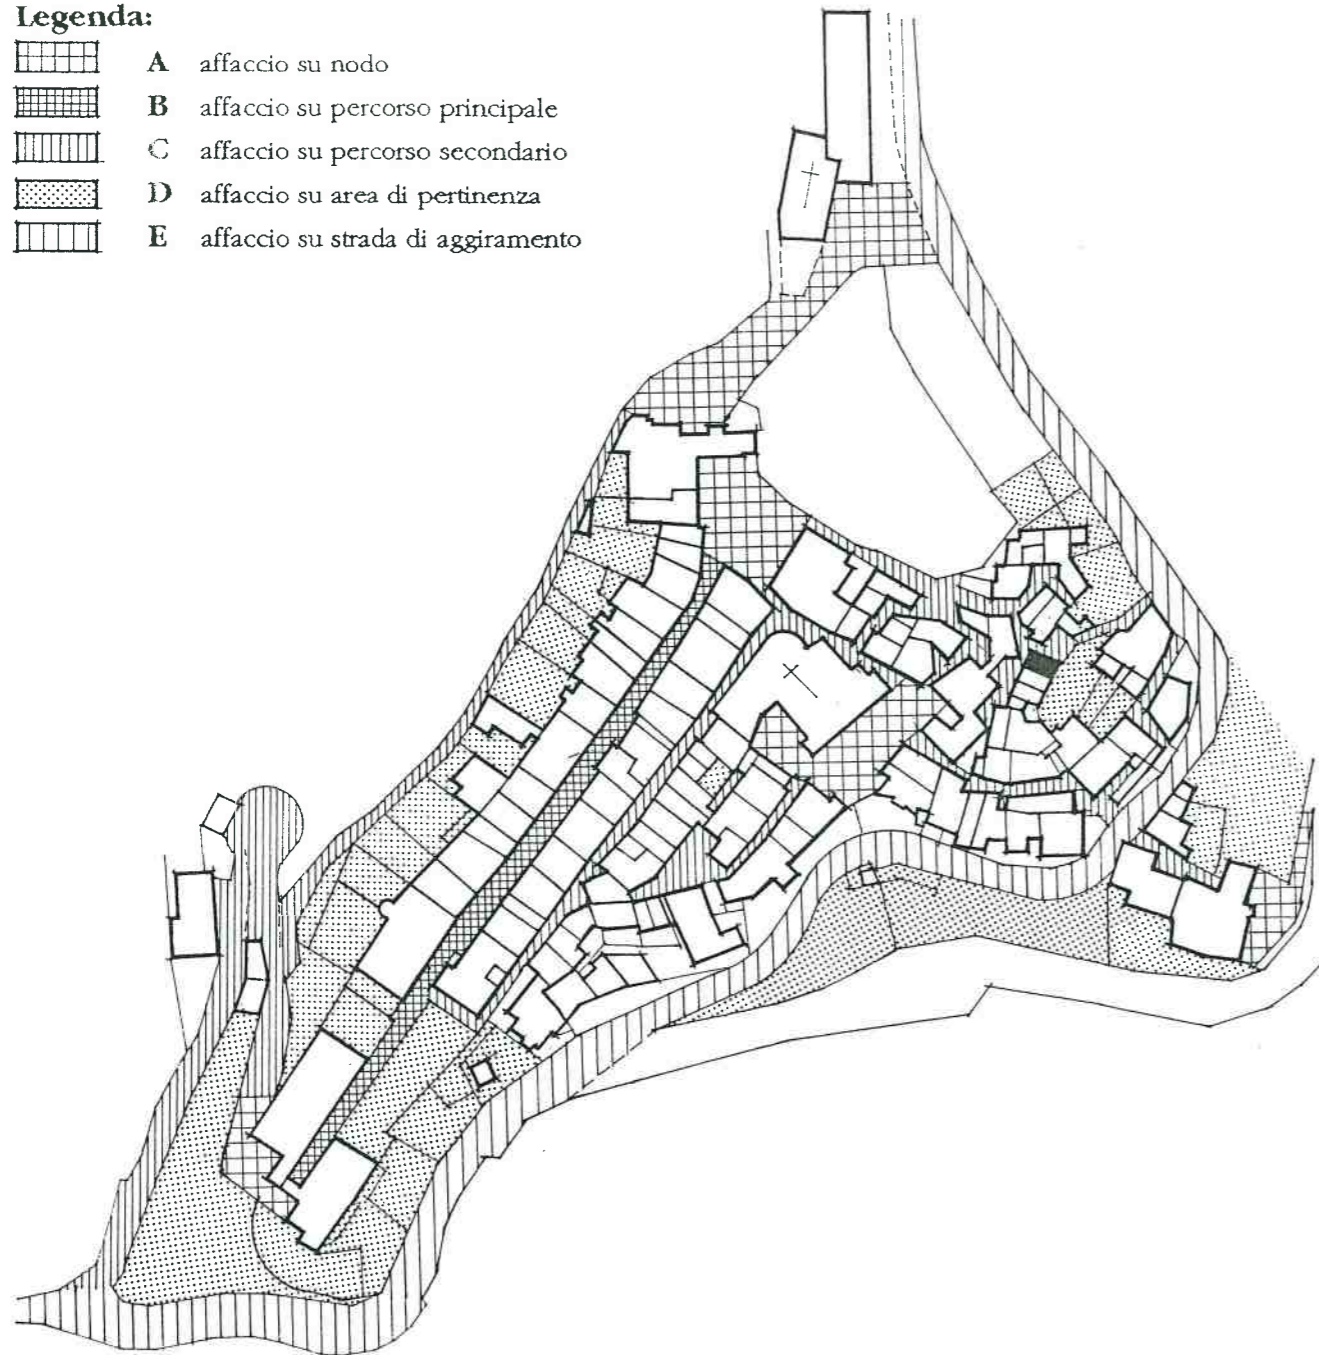 Legenda:
A affaccio su nodo
B affaccio su percorso principale
C affaccio su percorso secondario
D affaccio su area di pertinenza
E affaccio su strada di aggiramento